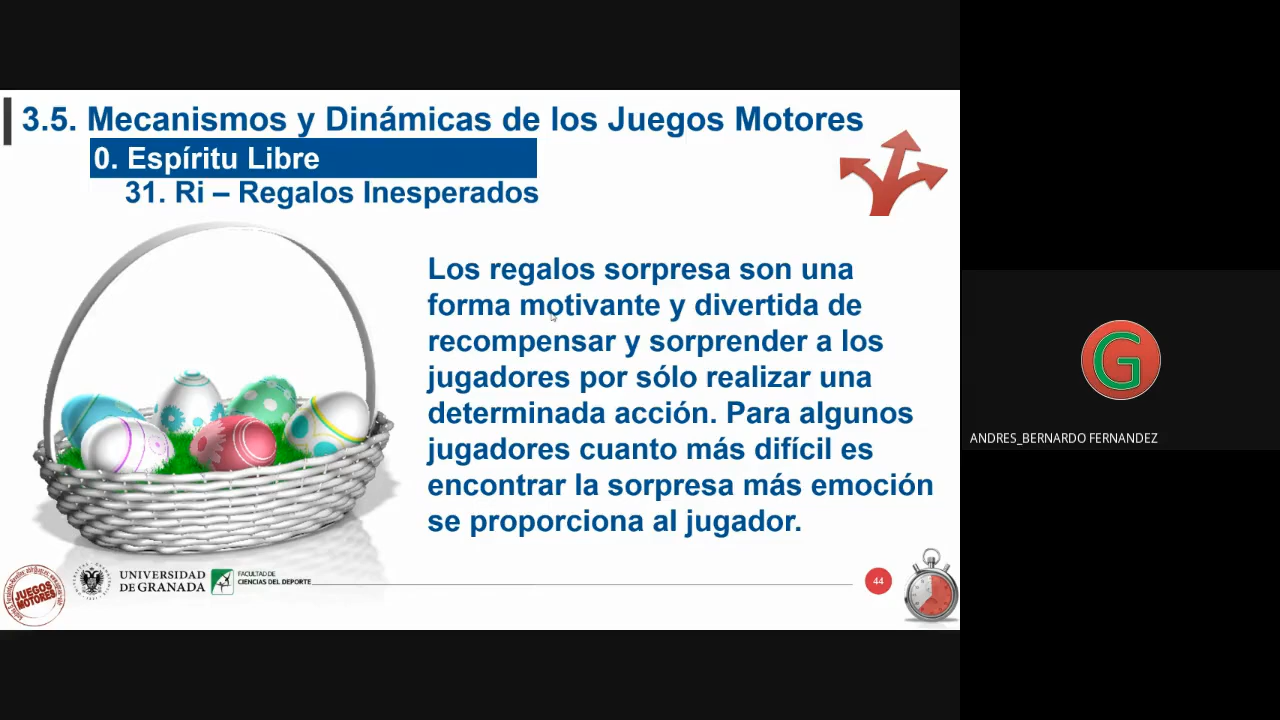 3.5. Mecanismos y Dinámicas de los Juegos Motores
0. Espíritu Libre
31. Ri – Regalos Inesperados
Los regalos sorpresa son una
forma motivante y divertida de
recompensar y sorprender a los
jugadores por sólo realizar una
determinada acción. Para algunos
jugadores cuanto más difícil es
encontrar la sorpresa más emoción
se proporciona al jugador.
JUEGOS
MOTORES
UNIVERSIDAD
DE GRANADA
FACULTAD DE
CIENCIAS DEL DEPORTE
44
G
ANDRES_BERNARDO FERNANDEZ